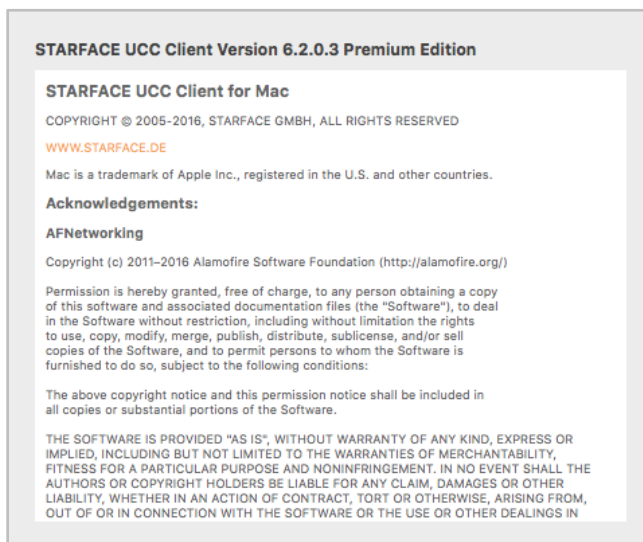 STARFACE UCC Client Version 6.2.0.3 Premium Edition
STARFACE UCC Client for Mac
COPYRIGHT © 2005-2016, STARFACE GMBH, ALL RIGHTS RESERVED
WWW.STARFACE.DE
Mac is a trademark of Apple Inc., registered in the U.S. and other countries.
Acknowledgements:
AFNetworking
Copyright (c) 2011–2016 Alamofire Software Foundation (http://alamofire.org/)
Permission is hereby granted, free of charge, to any person obtaining a copy
of this software and associated documentation files (the "Software"), to deal
in the Software without restriction, including without limitation the rights
to use, copy, modify, merge, publish, distribute, sublicense, and/or sell
copies of the Software, and to permit persons to whom the Software is
furnished to do so, subject to the following conditions:
The above copyright notice and this permission notice shall be included in
all copies or substantial portions of the Software.
THE SOFTWARE IS PROVIDED "AS IS", WITHOUT WARRANTY OF ANY KIND, EXPRESS OR
IMPLIED, INCLUDING BUT NOT LIMITED TO THE WARRANTIES OF MERCHANTABILITY,
FITNESS FOR A PARTICULAR PURPOSE AND NONINFRINGEMENT. IN NO EVENT SHALL THE
AUTHORS OR COPYRIGHT HOLDERS BE LIABLE FOR ANY CLAIM, DAMAGES OR OTHER
LIABILITY, WHETHER IN AN ACTION OF CONTRACT, TORT OR OTHERWISE, ARISING FROM,
OUT OF OR IN CONNECTION WITH THE SOFTWARE OR THE USE OR OTHER DEALINGS IN